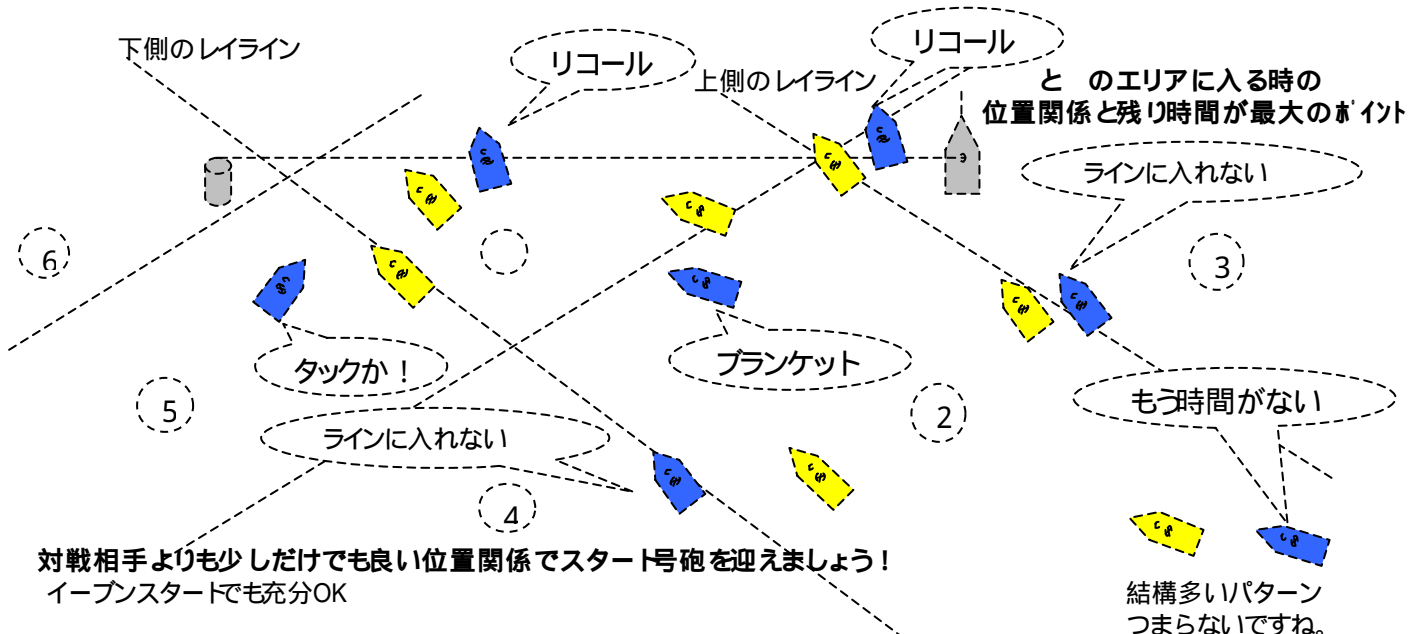 下側のレイライン
リコール
リコール
上側のレイライン
と のエリアに入る時の
位置関係と残り時間が最大のポイント
ラインに入れない
6
3
タックか！
ブランケット
5
2
もう時間がない
ラインに入れない
4
対戦相手よりも少しだけでも良い位置関係でスタート号砲を迎えましょう！
イーブンスタートでも充分OK
結構多いパターン
つまらないですね。